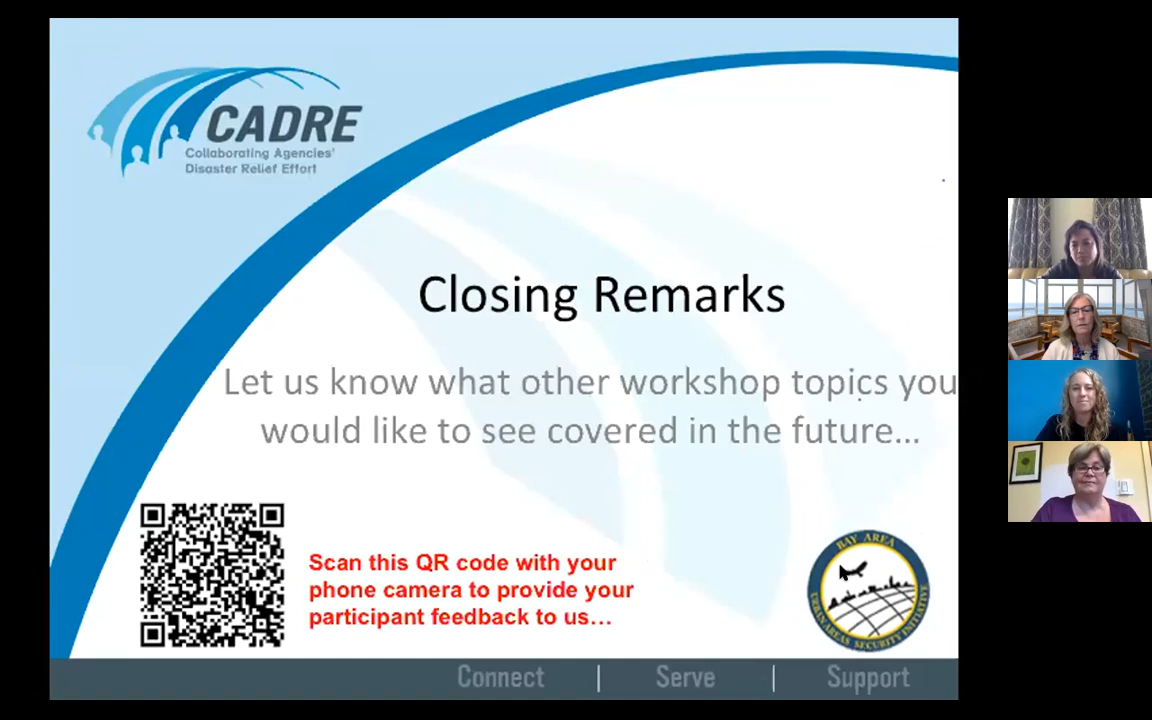 CADRE
Collaborating Agencies'
Disaster Relief Effort
Closing Remarks
Let us know what other workshop topics you
would like to see covered in the future...
Scan this QR code with your
phone camera to provide your
participant feedback to us...
BAY AREA
URBAN AREAS SECURITY INITIATIVE
Connect | Serve | Support